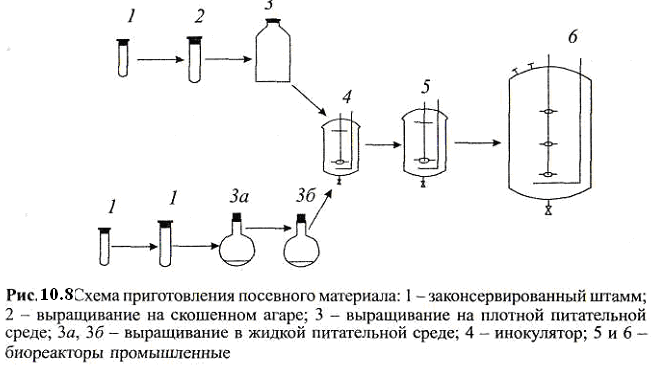 1
2
3
4
5
6
1
1
3а
3б
Рис. 10.8 Схема приготовления посевного материала: 1 – законсервированный штамм;
2 – выращивание на скошенном агаре; 3 – выращивание на плотной питательной
среде; 3а, 3б – выращивание в жидкой питательной среде; 4 – инокулятор; 5 и 6 –
биореакторы промышленные